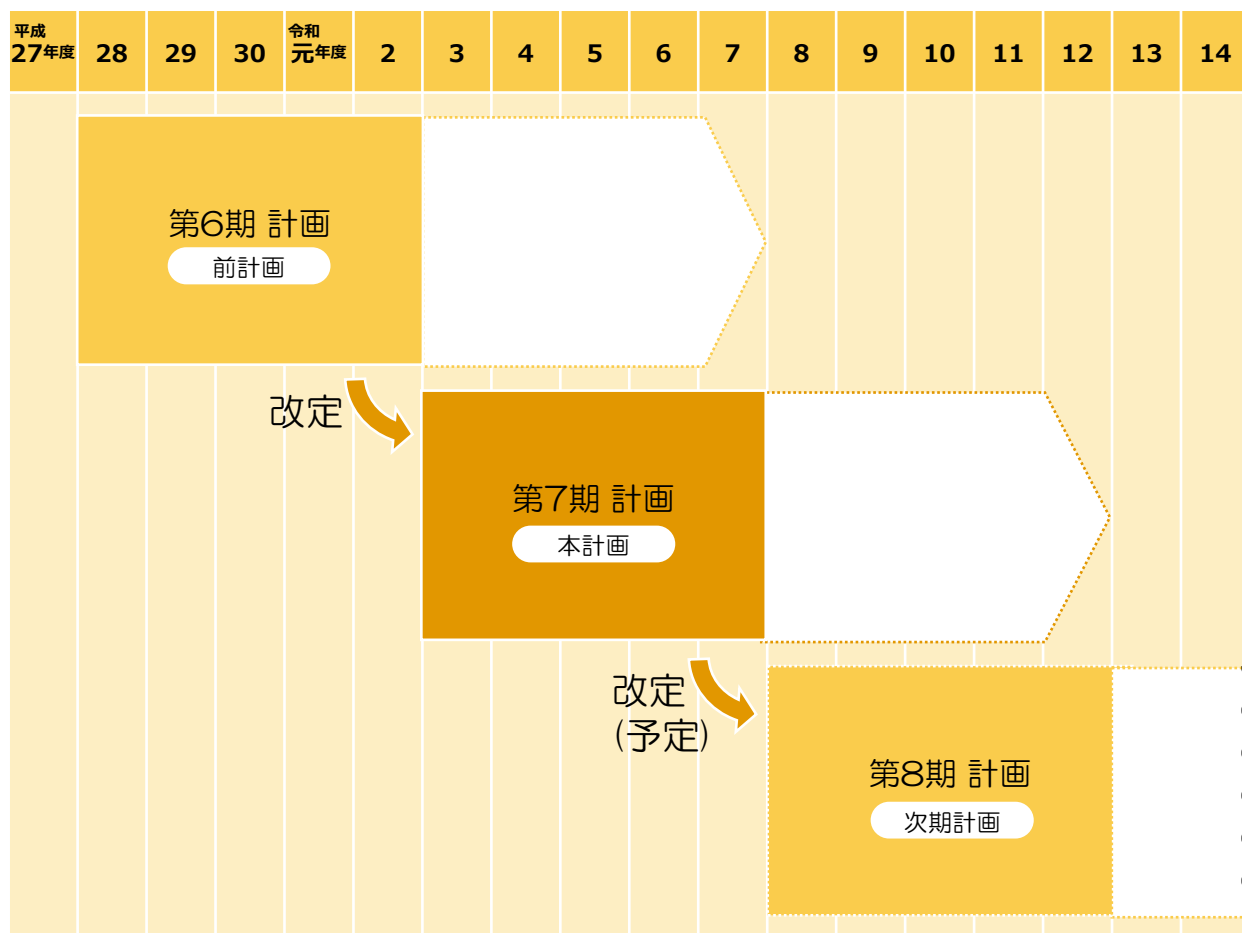 平成
27年度 28 29 30 令和
元年度 2 3 4 5 6 7 8 9 10 11 12 13 14
第6期 計画
前計画
改定
第7期 計画
本計画
改定
(予定)
第8期 計画
次期計画